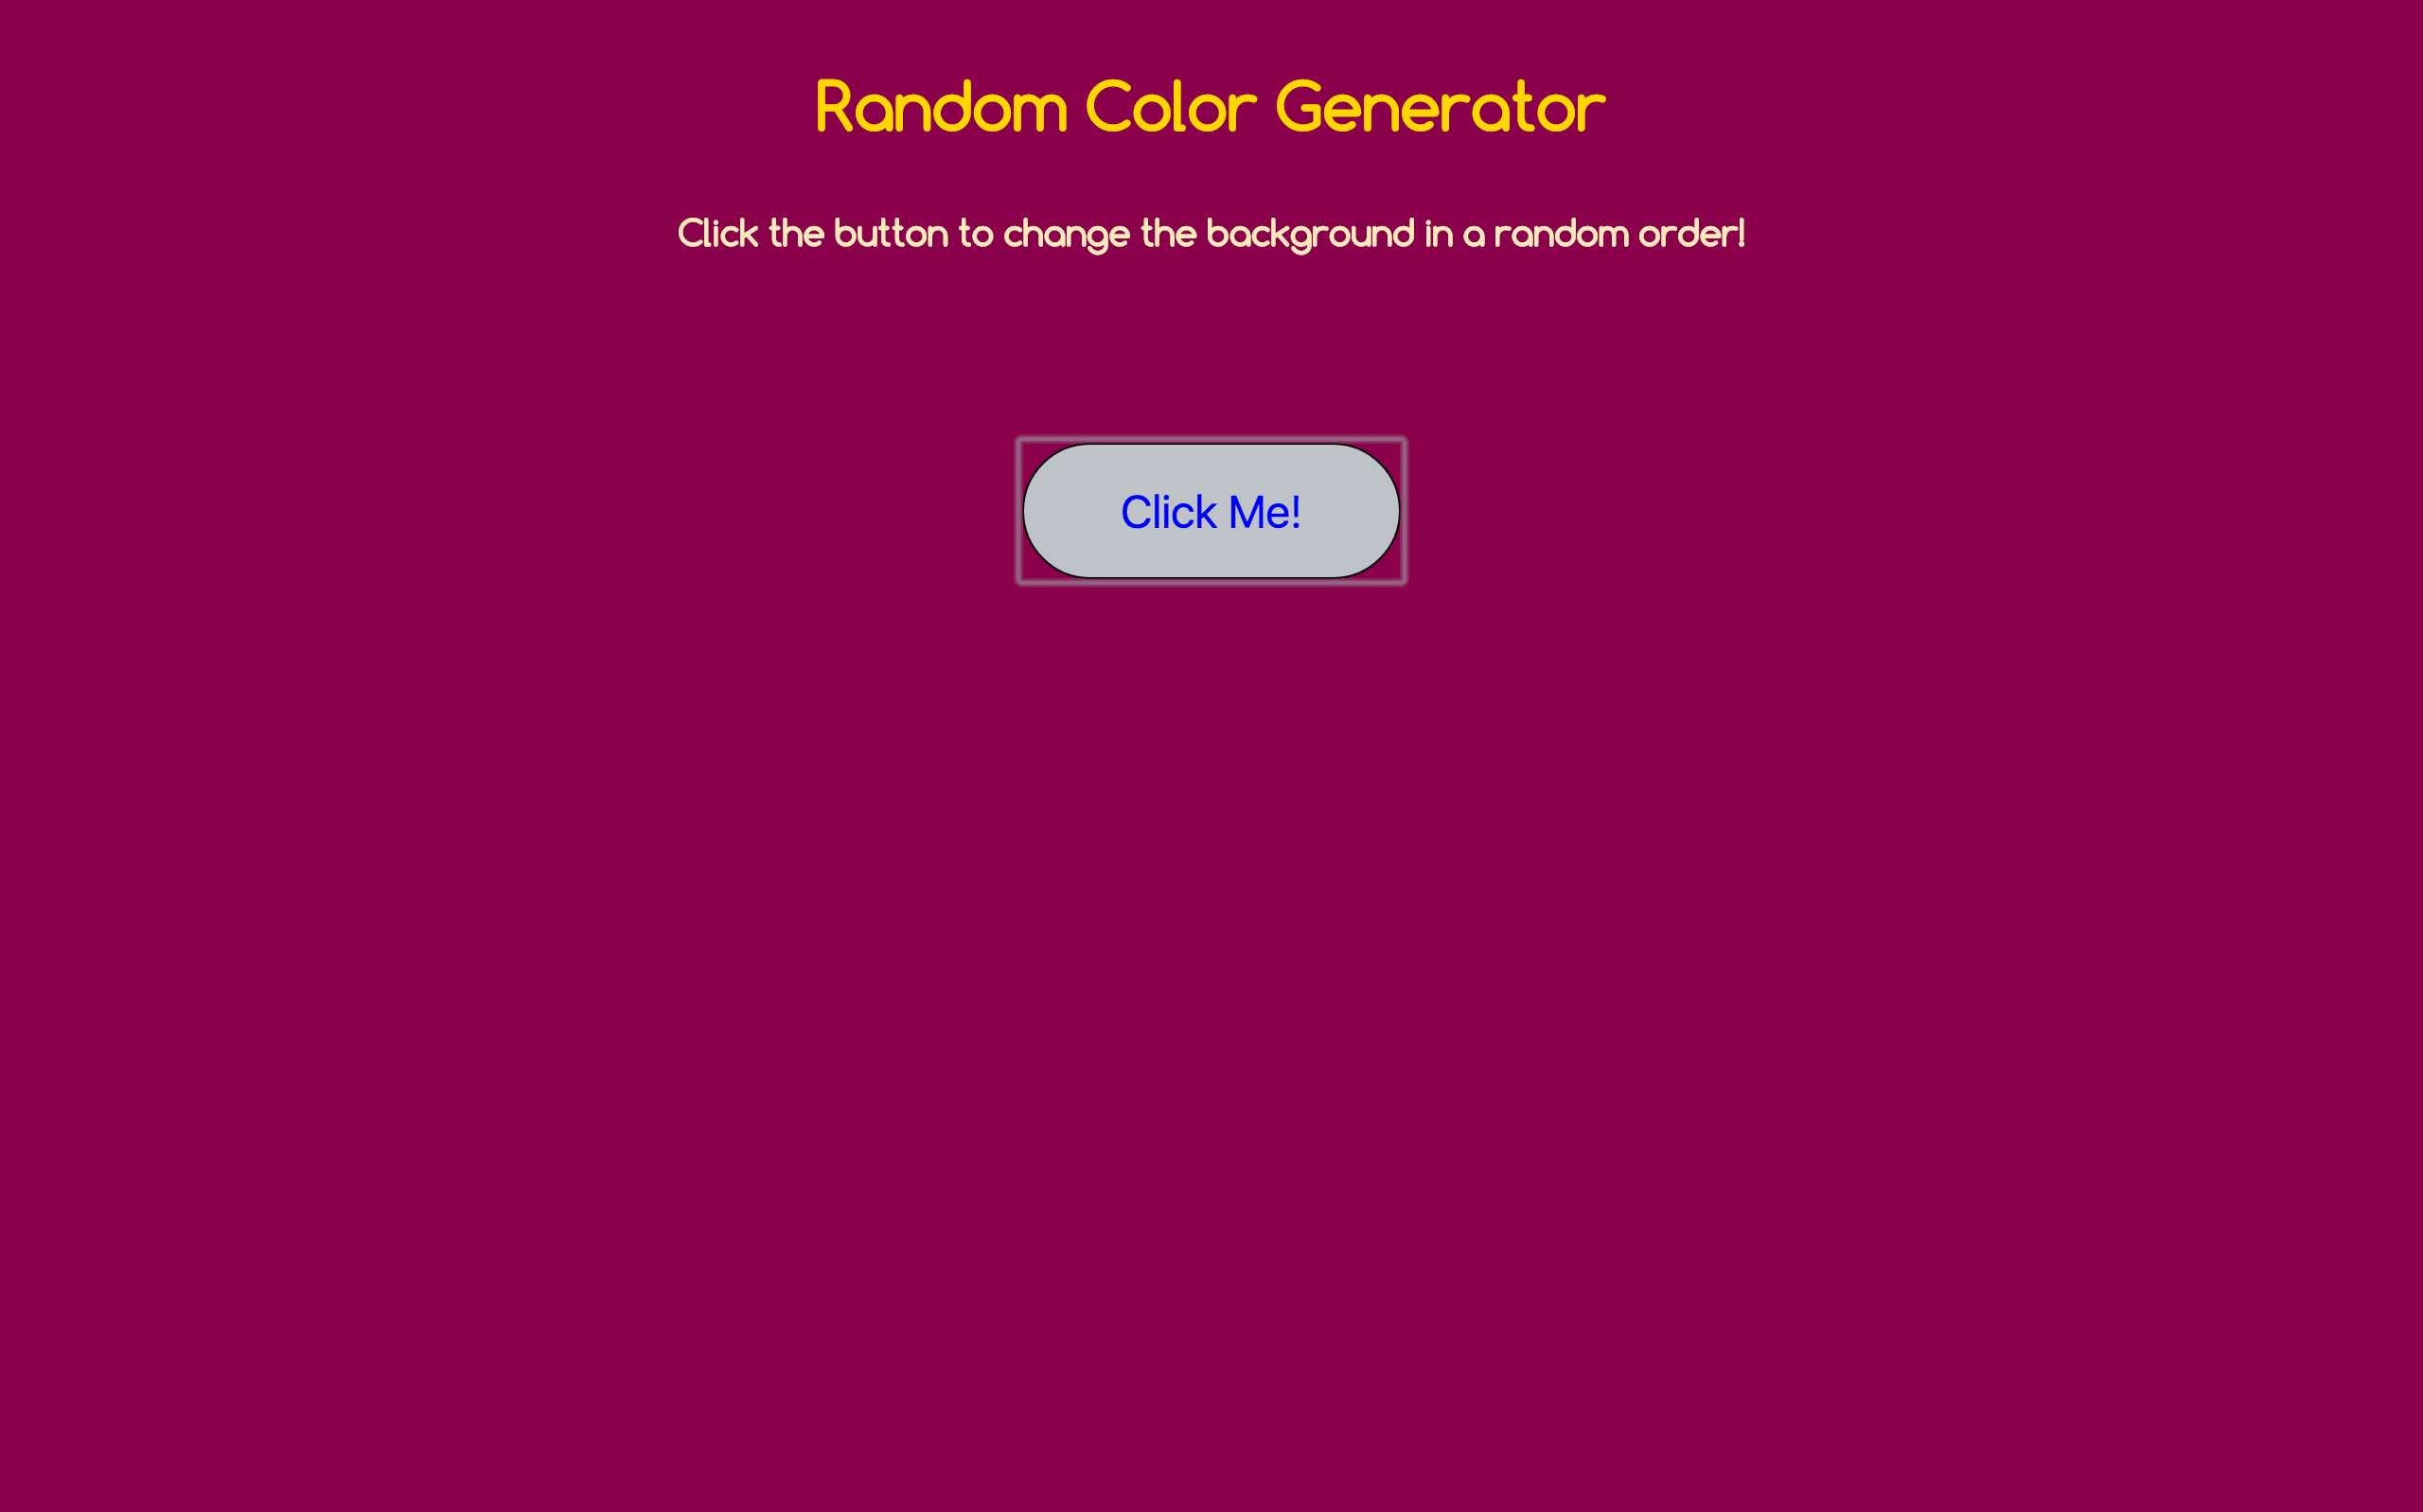 Random Color Generator
Click the button to change the background in a random order!
Click Me!